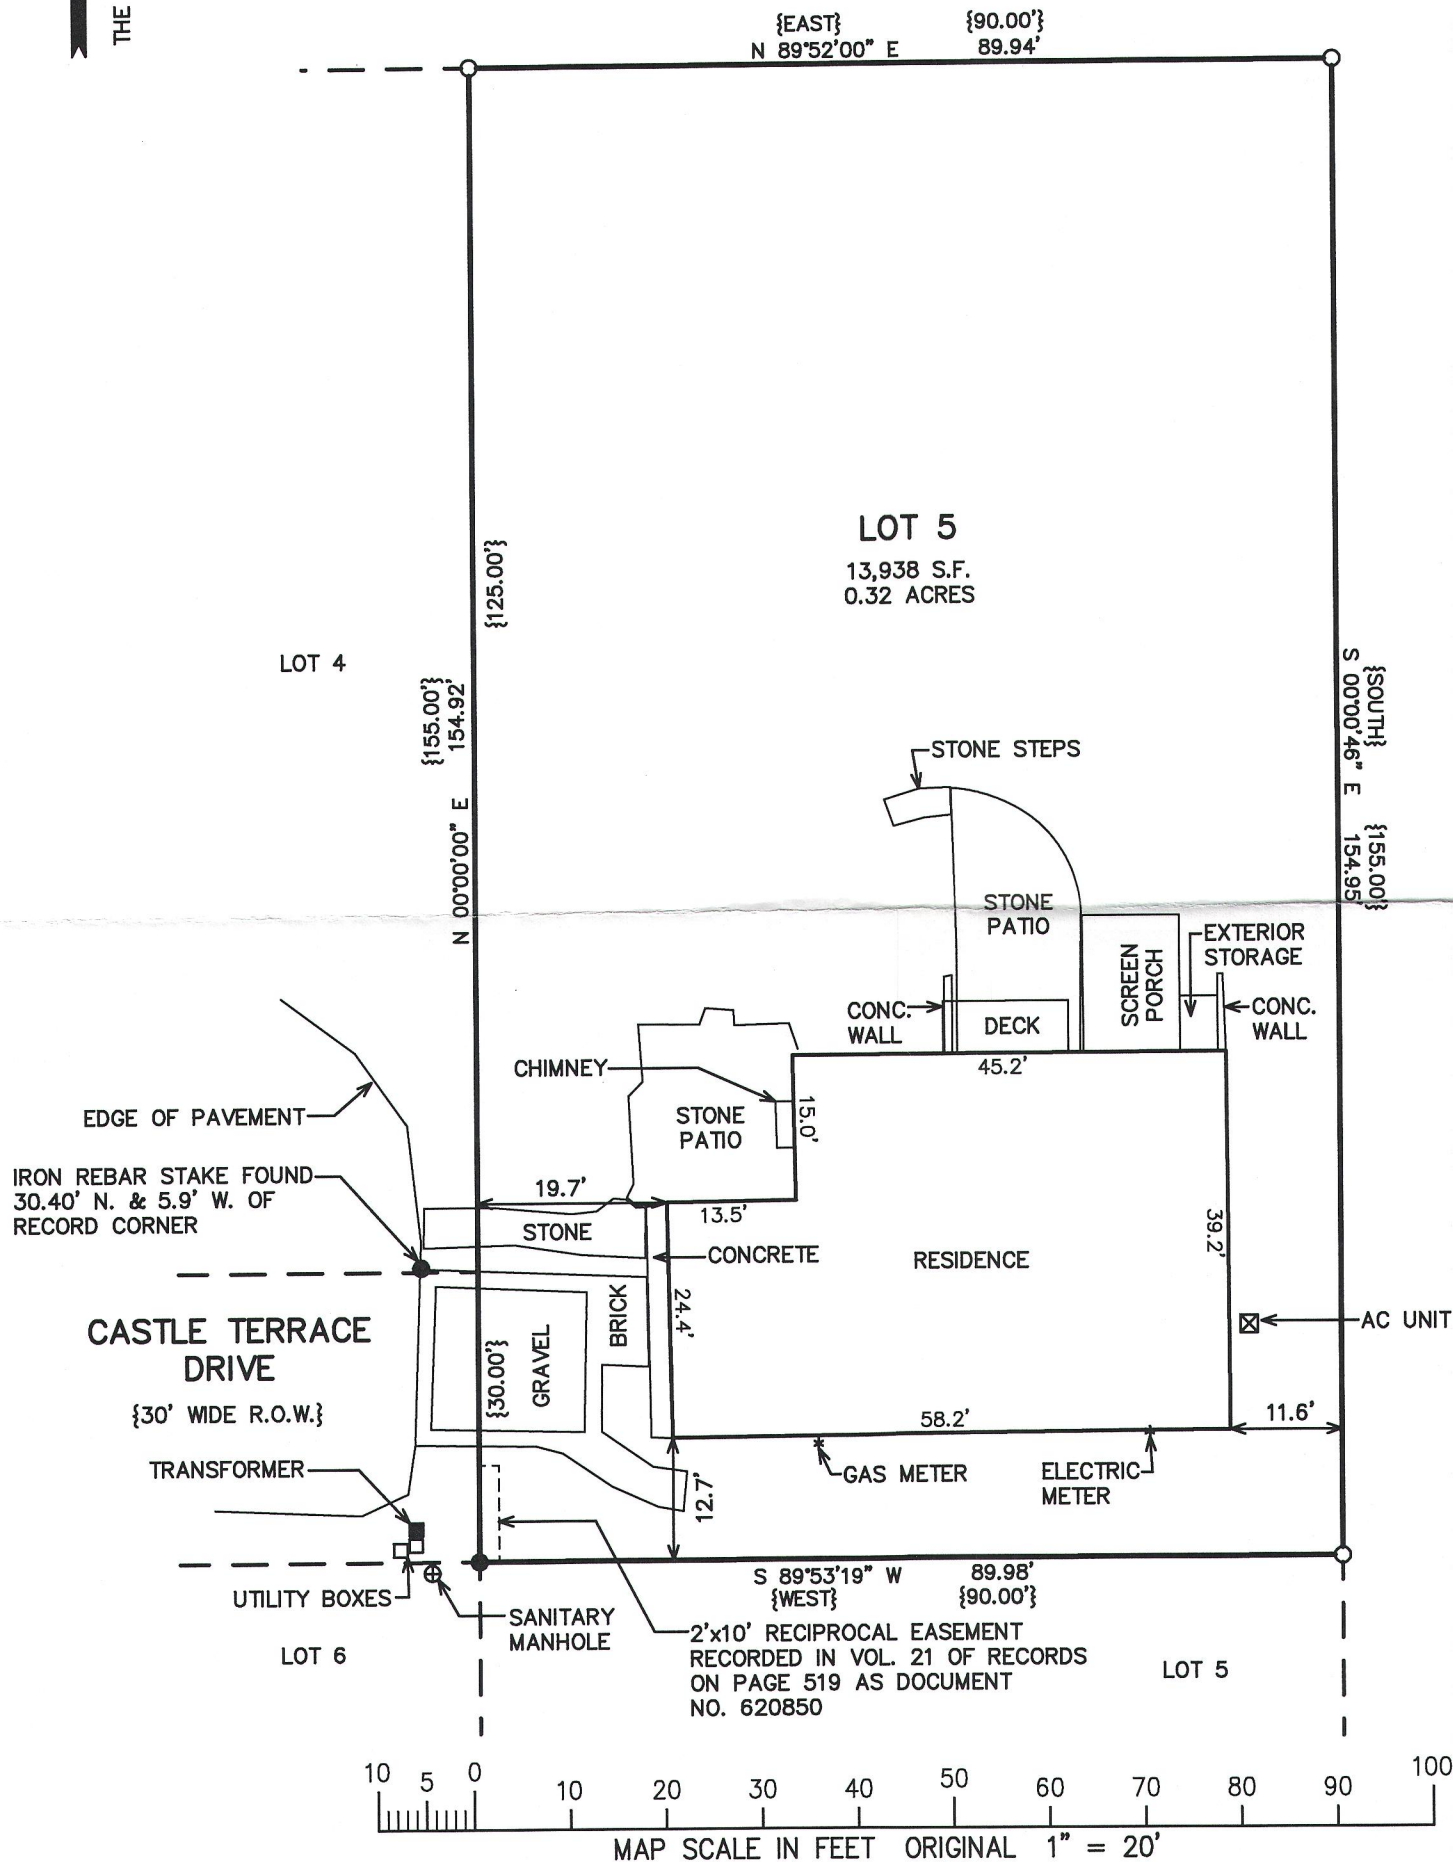 THE
{EAST} {90.00'}
N 89°52'00" E 89.94'
LOT 5
13,938 S.F.
0.32 ACRES
{125.00'}
LOT 4
{155.00'}
N 00°00'00" E 154.92'
{SOUTH} {155.00'}
S 00°00'46" E 154.95'
STONE STEPS
STONE
PATIO
SCREEN
PORCH
EXTERIOR
STORAGE
CONC.
WALL
DECK
CONC.
WALL
45.2'
CHIMNEY
15.0'
STONE
PATIO
EDGE OF PAVEMENT
IRON REBAR STAKE FOUND
30.40' N. & 5.9' W. OF
RECORD CORNER
19.7'
13.5'
STONE
CONCRETE
RESIDENCE
39.2'
24.4'
BRICK
GRAVEL
{30.00'}
CASTLE TERRACE
DRIVE
{30' WIDE R.O.W.}
AC UNIT
58.2'
11.6'
TRANSFORMER
GAS METER
ELECTRIC
METER
12.7'
S 89°53'19" W 89.98'
{WEST} {90.00'}
UTILITY BOXES
SANITARY
MANHOLE
2'x10' RECIPROCAL EASEMENT
RECORDED IN VOL. 21 OF RECORDS
ON PAGE 519 AS DOCUMENT
NO. 620850
LOT 6
LOT 5
10 5 0 10 20 30 40 50 60 70 80 90 100
MAP SCALE IN FEET ORIGINAL 1" = 20'